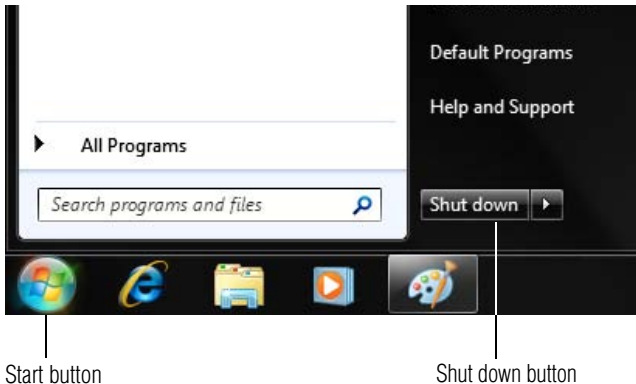 Default Programs
Help and Support
All Programs
Search programs and files
Shut down
Start button
Shut down button